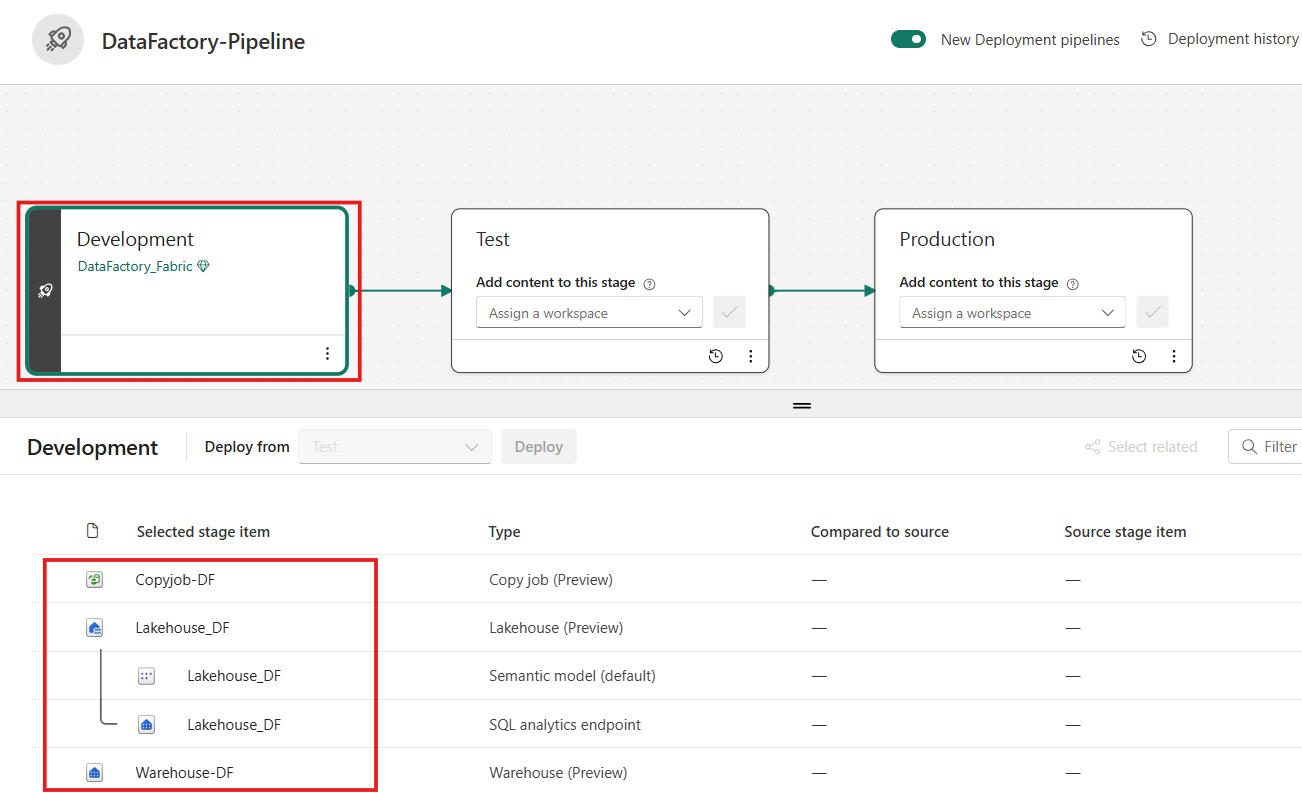 DataFactory-Pipeline
New Deployment pipelines
Deployment history
Development
DataFactory_Fabric
Test
Add content to this stage
Assign a workspace
Production
Add content to this stage
Assign a workspace
Development
Deploy from
Test
Deploy
Select related
Filter
Selected stage item Type Compared to source Source stage item
Copyjob-DF Copy job (Preview) — —
Lakehouse_DF Lakehouse (Preview) — —
Lakehouse_DF Semantic model (default) — —
Lakehouse_DF SQL analytics endpoint — —
Warehouse-DF Warehouse (Preview) — —